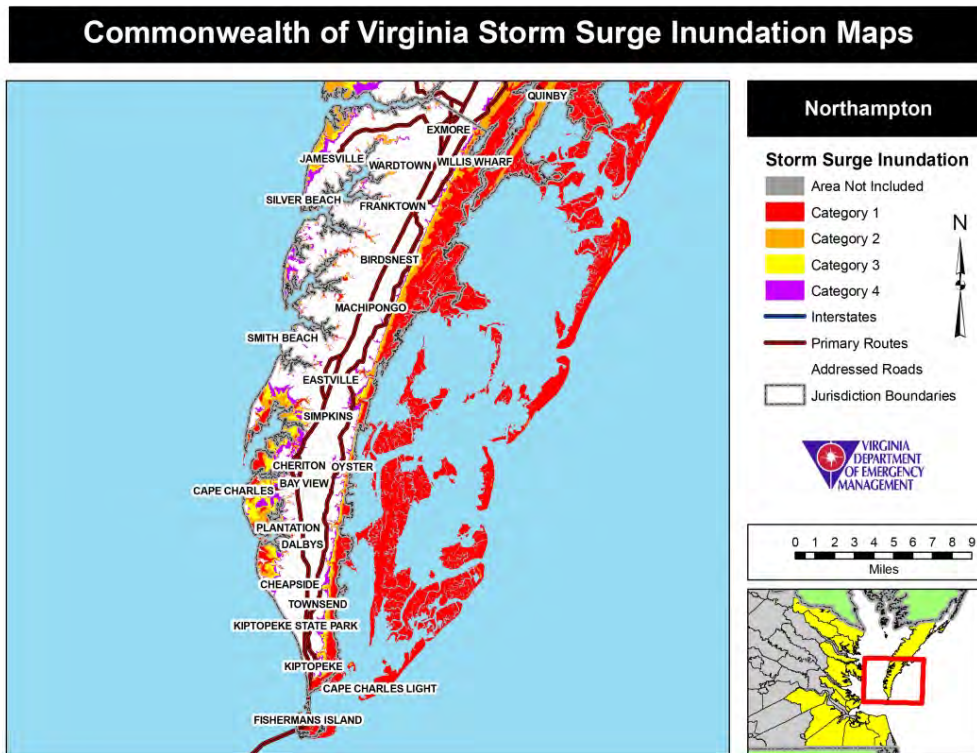 Commonwealth of Virginia Storm Surge Inundation Maps
QUINBY
EXMORE
JAMESVILLE
WARDTOWN
WILLIS WHARF
SILVER BEACH
FRANKTOWN
BIRDSNEST
MACHIPONGO
SMITH BEACH
EASTVILLE
SIMPKINS
CHERITON
OYSTER
BAY VIEW
CAPE CHARLES
PLANTATION
DALBYS
CHEAPSIDE
TOWNSEND
KIPTOPEKE STATE PARK
KIPTOPEKE
CAPE CHARLES LIGHT
FISHERMANS ISLAND
Northampton
Storm Surge Inundation
Area Not Included
Category 1
Category 2
Category 3
Category 4
Interstates
Primary Routes
Addressed Roads
Jurisdiction Boundaries
N
VIRGINIA
DEPARTMENT
OF EMERGENCY
MANAGEMENT
0 1 2 3 4 5 6 7 8 9
Miles